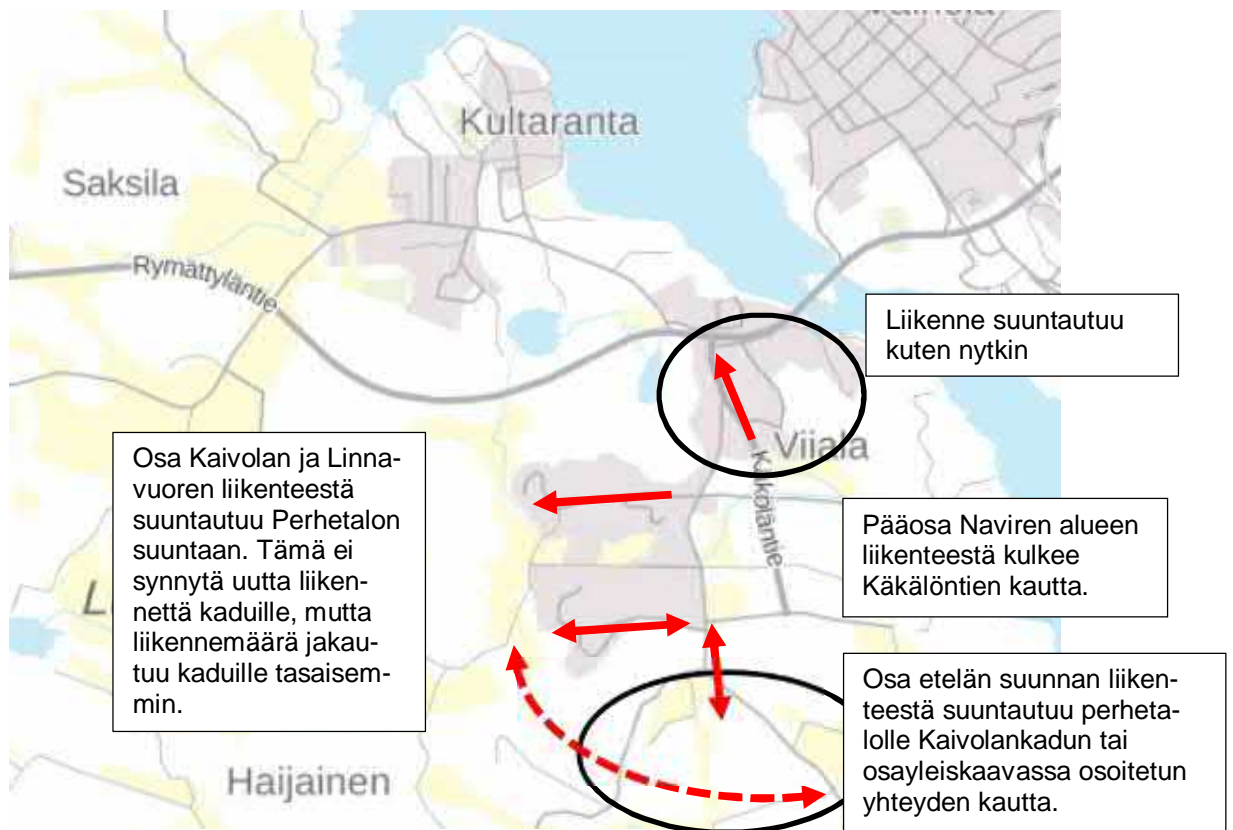 Kultaranta
Saksila
Rymättyläntie
Liikenne suuntautuu
kuten nytkin
Viiala
Osa Kaivolan ja Linna-
vuoren liikenteestä
suuntautuu Perhetalon
suuntaan. Tämä ei
synnytä uutta liiken-
nettä kaduille, mutta
liikennemäärä jakau-
tuu kaduille tasaisem-
min.
Käköläntie
Pääosa Naviren alueen
liikenteestä kulkee
Käkälöntien kautta.
Osa etelän suunnan liiken-
teestä suuntautuu perheta-
lolle Kaivolankadun tai
osayleiskaavassa osoitetun
yhteyden kautta.
Haijainen